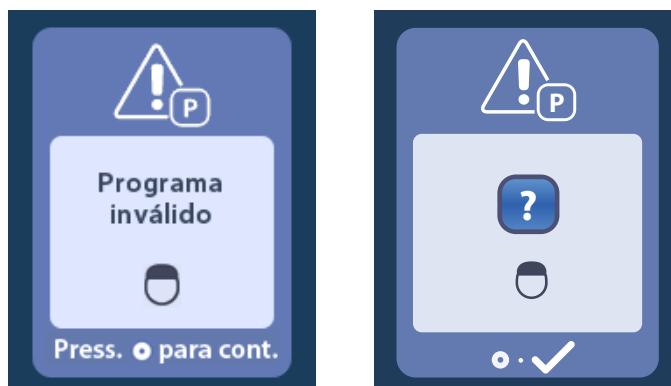 P
Programa
inválido
Press. para cont.
P
?